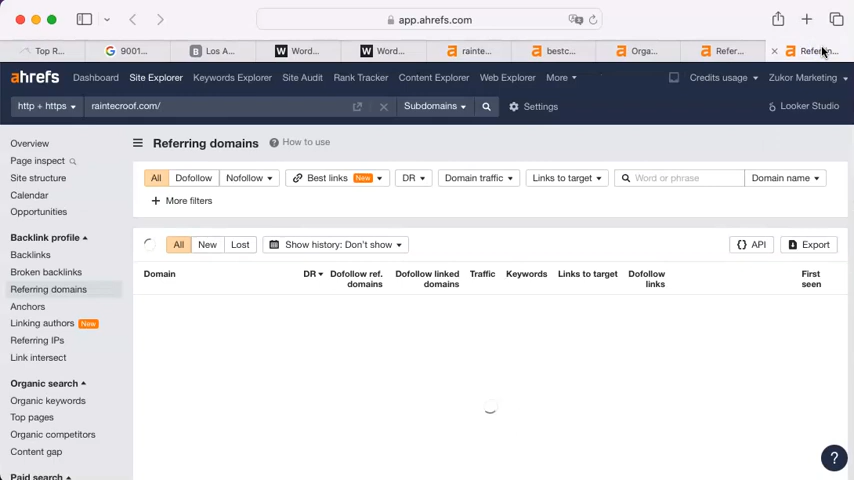 app.ahrefs.com
Top R...
9001...
Los A...
Word...
Word...
rainte...
bestc...
Orga...
Refer...
Referrin...
ahrefs
Dashboard
Site Explorer
Keywords Explorer
Site Audit
Rank Tracker
Content Explorer
Web Explorer
More
Credits usage
Zukor Marketing
http + https
raintecroof.com/
Subdomains
Settings
Looker Studio
Overview
Page inspect
Site structure
Calendar
Opportunities
Backlink profile
Backlinks
Broken backlinks
Referring domains
Anchors
Linking authors New
Referring IPs
Link intersect
Organic search
Organic keywords
Top pages
Organic competitors
Content gap
Paid search
Referring domains
? How to use
All
Dofollow
Nofollow
Best links New
DR
Domain traffic
Links to target
Word or phrase
Domain name
+ More filters
All
New
Lost
Show history: Don't show
{} API
Export
Domain
DR
Dofollow ref.
domains
Dofollow linked
domains
Traffic
Keywords
Links to target
Dofollow
links
First
seen
?